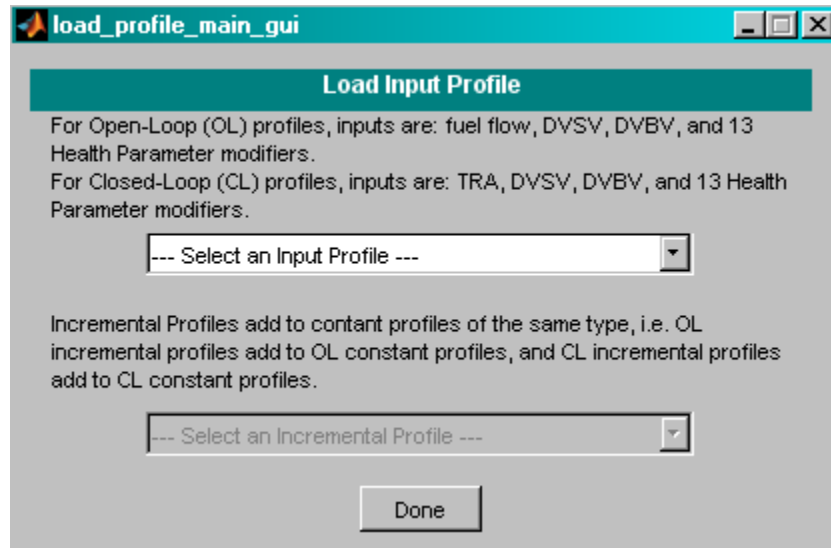 load_profile_main_gui
Load Input Profile
For Open-Loop (OL) profiles, inputs are: fuel flow, DVSV, DVBV, and 13
Health Parameter modifiers.
For Closed-Loop (CL) profiles, inputs are: TRA, DVSV, DVBV, and 13 Health
Parameter modifiers.
--- Select an Input Profile ---
Incremental Profiles add to contant profiles of the same type, i.e. OL
incremental profiles add to OL constant profiles, and CL incremental profiles
add to CL constant profiles.
--- Select an Incremental Profile ---
Done